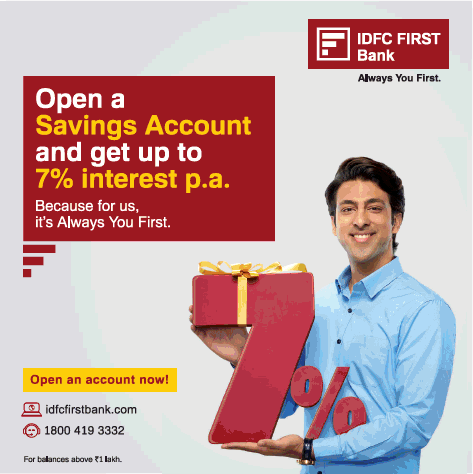 IDFC FIRST
Bank
Always You First.
Open a
Savings Account
and get up to
7% interest p.a.
Because for us,
it's Always You First.
7%
Open an account now!
idfcfirstbank.com
1800 419 3332
For balances above ₹1 lakh.